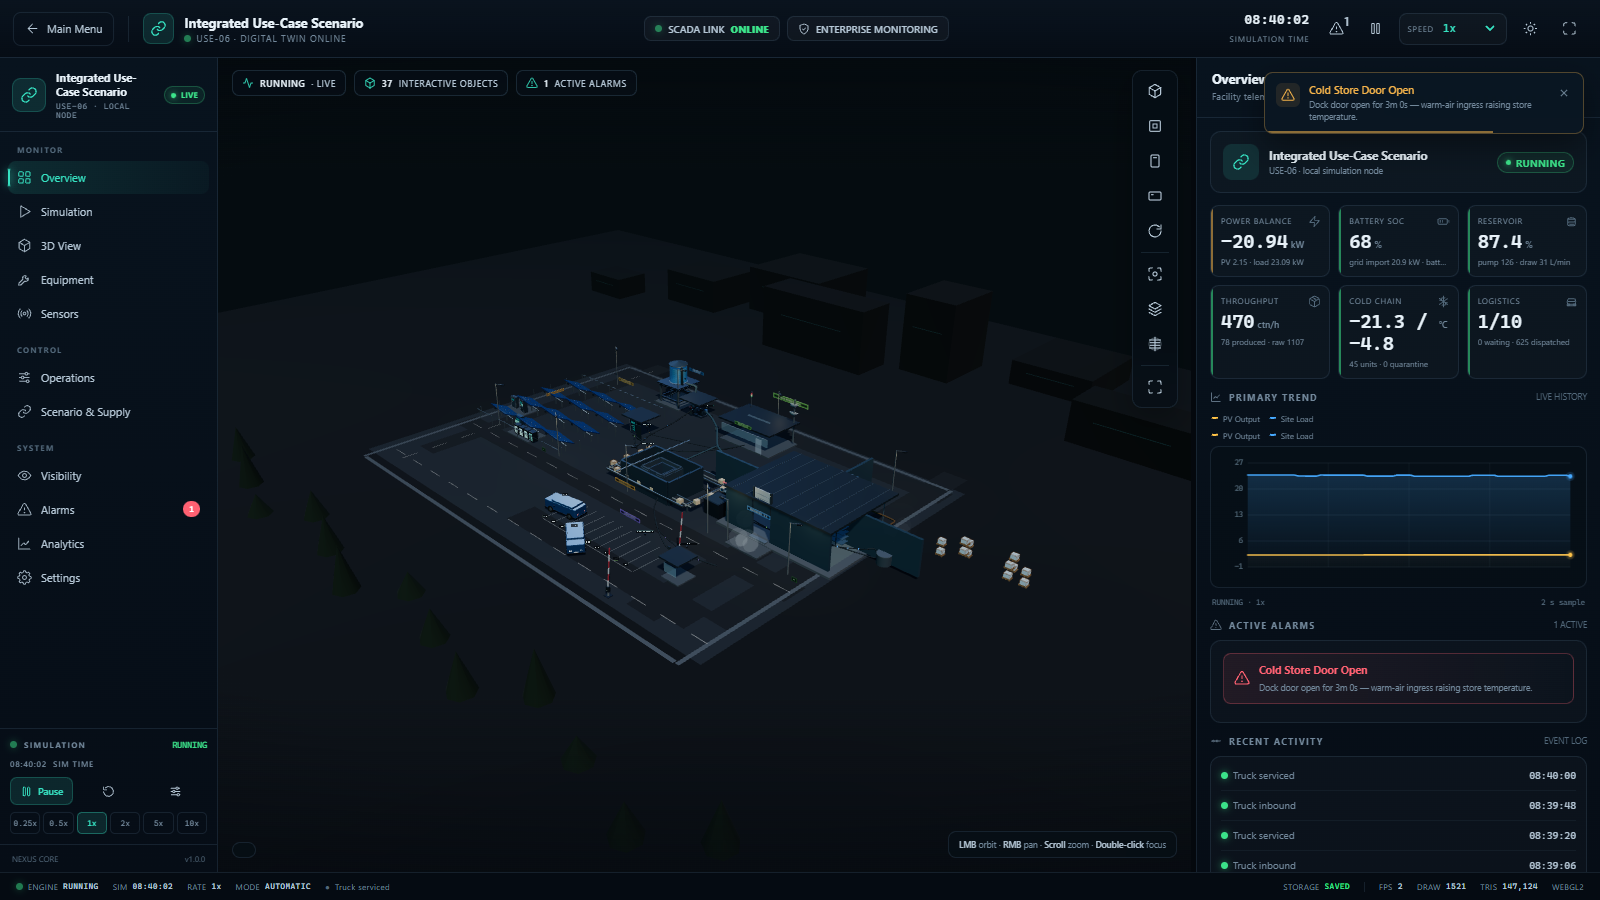 Main Menu
Integrated Use-Case Scenario
USE-06 · DIGITAL TWIN ONLINE
SCADA LINK ONLINE
ENTERPRISE MONITORING
08:40:02
SIMULATION TIME
1
SPEED 1x
Integrated Use-Case Scenario
USE-06 · LOCAL NODE
LIVE
MONITOR
Overview
Simulation
3D View
Equipment
Sensors
CONTROL
Operations
Scenario & Supply
SYSTEM
Visibility
Alarms
1
Analytics
Settings
SIMULATION
RUNNING
08:40:02 SIM TIME
Pause
0.25x
0.5x
1x
2x
5x
10x
NEXUS CORE
v1.0.0
RUNNING - LIVE
37 INTERACTIVE OBJECTS
1 ACTIVE ALARMS
LMB orbit · RMB pan · Scroll zoom · Double-click focus
Overview
Facility telem
Cold Store Door Open
Dock door open for 3m 0s — warm-air ingress raising store temperature.
Integrated Use-Case Scenario
USE-06 · local simulation node
RUNNING
POWER BALANCE
−20.94 kW
PV 2.15 · load 23.09 kW
BATTERY SOC
68 %
grid import 20.9 kW · batt...
RESERVOIR
87.4 %
pump 126 · draw 31 L/min
THROUGHPUT
470 ctn/h
78 produced · raw 1107
COLD CHAIN
−21.3 / −4.8 °C
45 units · 0 quarantine
LOGISTICS
1/10
0 waiting · 625 dispatched
PRIMARY TREND
LIVE HISTORY
PV Output
Site Load
PV Output
Site Load
27
20
13
6
−1
RUNNING · 1x
2 s sample
ACTIVE ALARMS
1 ACTIVE
Cold Store Door Open
Dock door open for 3m 0s — warm-air ingress raising store temperature.
RECENT ACTIVITY
EVENT LOG
Truck serviced
08:40:00
Truck inbound
08:39:48
Truck serviced
08:39:20
Truck inbound
08:39:06
ENGINE RUNNING
SIM 08:40:02
RATE 1x
MODE AUTOMATIC
Truck serviced
STORAGE SAVED
FPS 2
DRAW 1521
TRIS 147,124
WEBGL2